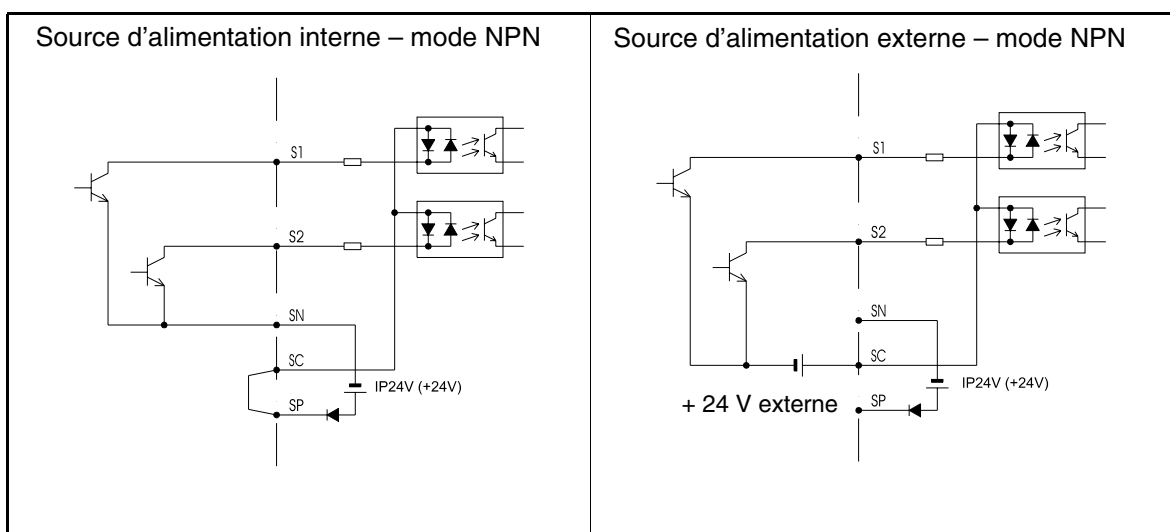 Source d'alimentation interne – mode NPN
S1
S2
SN
SC
IP24V (+24V)
SP
Source d'alimentation externe – mode NPN
S1
S2
SN
SC
IP24V (+24V)
+ 24 V externe
SP